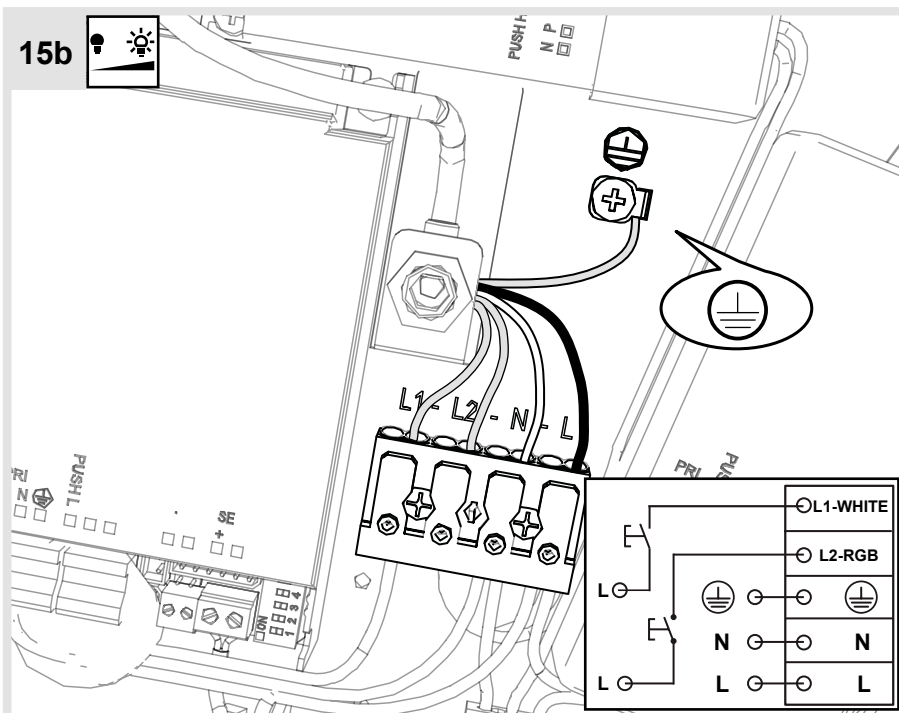 15b
PUSH
N P
L1- L2- N - L
PRI
N
PUSH L
SE
+
ON
1 2 3 4
PRI
L1-WHITE
L2-RGB
L
N N
L L L